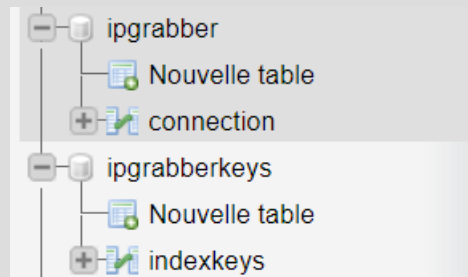 ipgrabber
Nouvelle table
connection
ipgrabberkeys
Nouvelle table
indexkeys